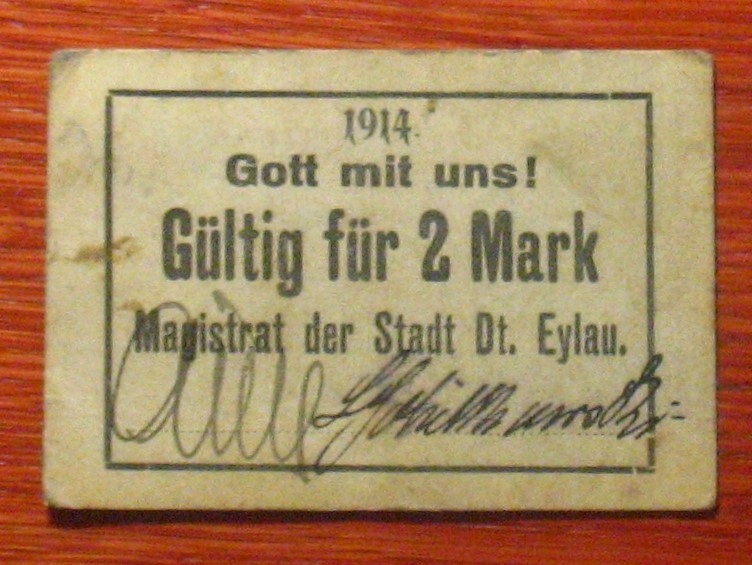 1914.
Gott mit uns!
Gültig für 2 Mark
Magistrat der Stadt Dt. Eylau.